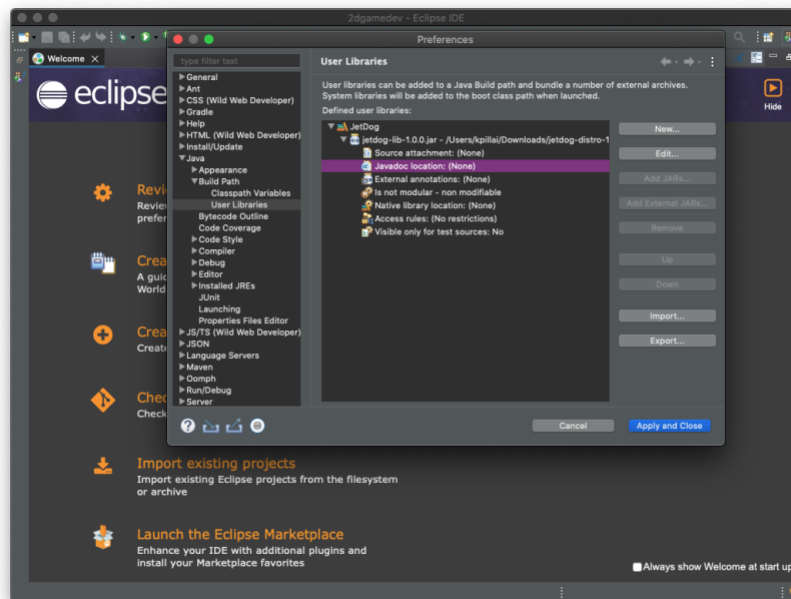 2dgamedev - Eclipse IDE
Preferences
Welcome
eclipse
Hide
type filter text
General
Ant
CSS (Wild Web Developer)
Gradle
Help
HTML (Wild Web Developer)
Install/Update
Java
Appearance
Build Path
Classpath Variables
User Libraries
Bytecode Outline
Code Coverage
Code Style
Compiler
Debug
Editor
Installed JREs
JUnit
Launching
Properties Files Editor
JS/TS (Wild Web Developer)
JSON
Language Servers
Maven
Oomph
Run/Debug
Server
User Libraries
User libraries can be added to a Java Build path and bundle a number of external archives.
System libraries will be added to the boot class path when launched.
Defined user libraries:
JetDog
jetdog-lib-1.0.0.jar - /Users/kpillai/Downloads/jetdog-distro-1
Source attachment: (None)
Javadoc location: (None)
External annotations: (None)
Is not modular - non modifiable
Native library location: (None)
Access rules: (No restrictions)
Visible only for test sources: No
New...
Edit...
Add JARs...
Add External JARs...
Remove
Up
Down
Import...
Export...
Cancel
Apply and Close
Revi
Review
prefer
Crea
A guid
World
Crea
Create
Chec
Check
Import existing projects
Import existing Eclipse projects from the filesystem
or archive
Launch the Eclipse Marketplace
Enhance your IDE with additional plugins and
install your Marketplace favorites
Always show Welcome at start up